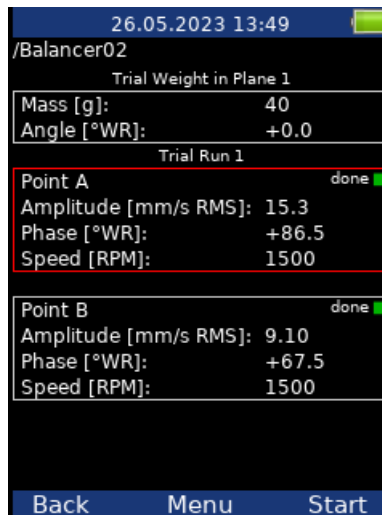 26.05.2023 13:49
/Balancer02
Trial Weight in Plane 1
Mass [g]: 40
Angle [°WR]: +0.0
Trial Run 1
Point A done
Amplitude [mm/s RMS]: 15.3
Phase [°WR]: +86.5
Speed [RPM]: 1500
Point B done
Amplitude [mm/s RMS]: 9.10
Phase [°WR]: +67.5
Speed [RPM]: 1500
Back Menu Start